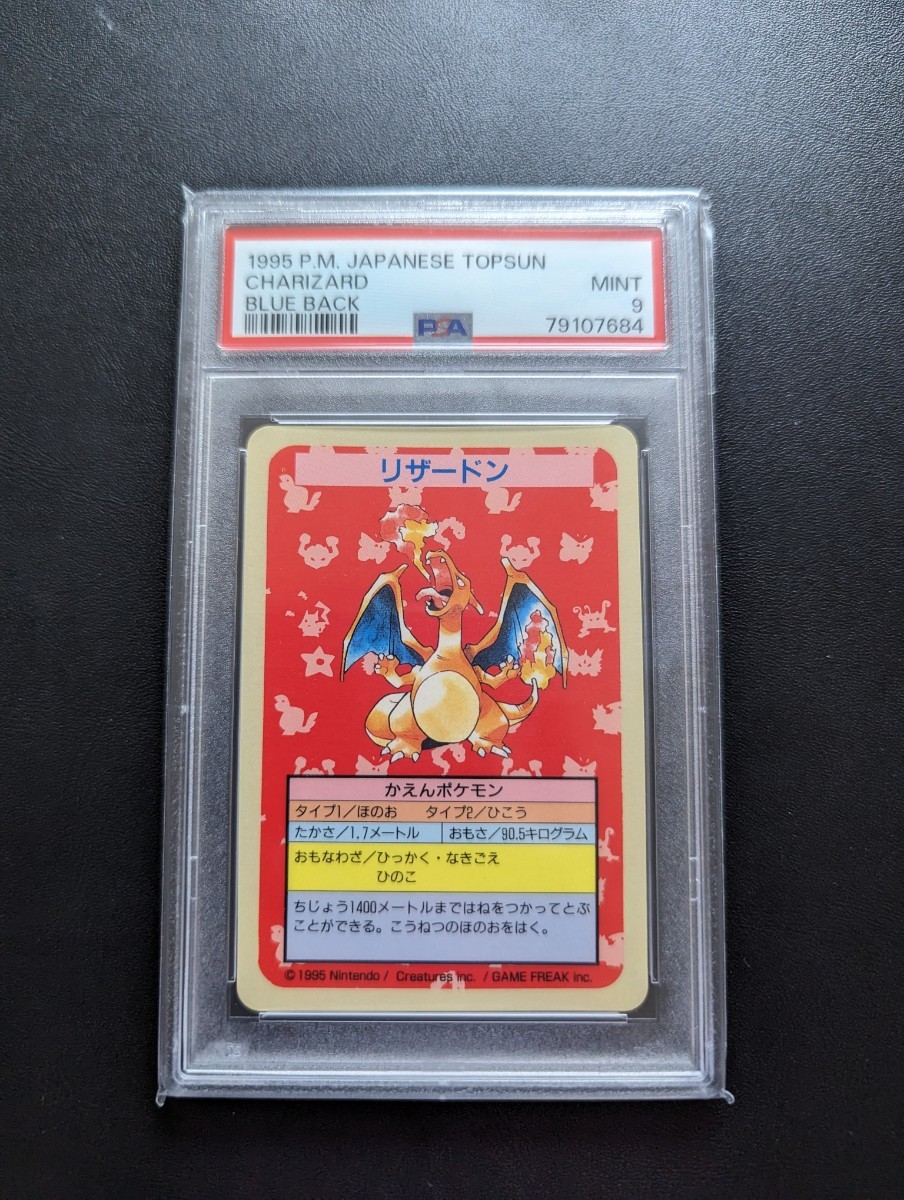 1995 P.M. JAPANESE TOPSUN
CHARIZARD MINT
BLUE BACK 9
PSA 79107684
リザードン
かえんポケモン
タイプ1/ほのお タイプ2/ひこう
たかさ/1.7メートル おもさ/90.5キログラム
おもなわざ/ひっかく・なきごえ
ひのこ
ちじょう1400メートルまではねをつかってとぶ
ことができる。こうねつのほのおをはく。
©1995 Nintendo / Creatures inc. / GAME FREAK inc.